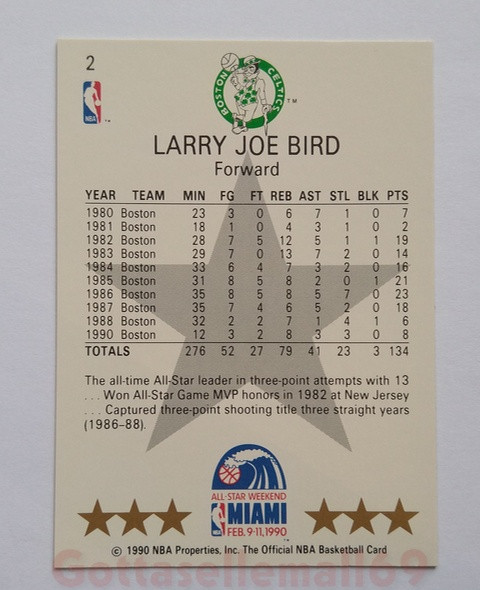 2
BOSTON CELTICS
TM
NBA
LARRY JOE BIRD
Forward
YEAR TEAM MIN FG FT REB AST STL BLK PTS
1980 Boston 23 3 0 6 7 1 0 7
1981 Boston 18 1 0 4 3 1 0 2
1982 Boston 28 7 5 12 5 1 1 19
1983 Boston 29 7 0 13 7 2 0 14
1984 Boston 33 6 4 7 3 2 0 16
1985 Boston 31 8 5 8 2 0 1 21
1986 Boston 35 8 5 8 5 7 0 23
1987 Boston 35 7 4 6 5 2 0 18
1988 Boston 32 2 2 7 1 4 1 6
1990 Boston 12 3 2 8 3 3 0 8
TOTALS 276 52 27 79 41 23 3 134
The all-time All-Star leader in three-point attempts with 13
. . . Won All-Star Game MVP honors in 1982 at New Jersey
. . . Captured three-point shooting title three straight years
(1986–88).
ALL-STAR WEEKEND
NBA MIAMI
FEB. 9-11, 1990
© 1990 NBA Properties, Inc. The Official NBA Basketball Card
Gottasellemall69